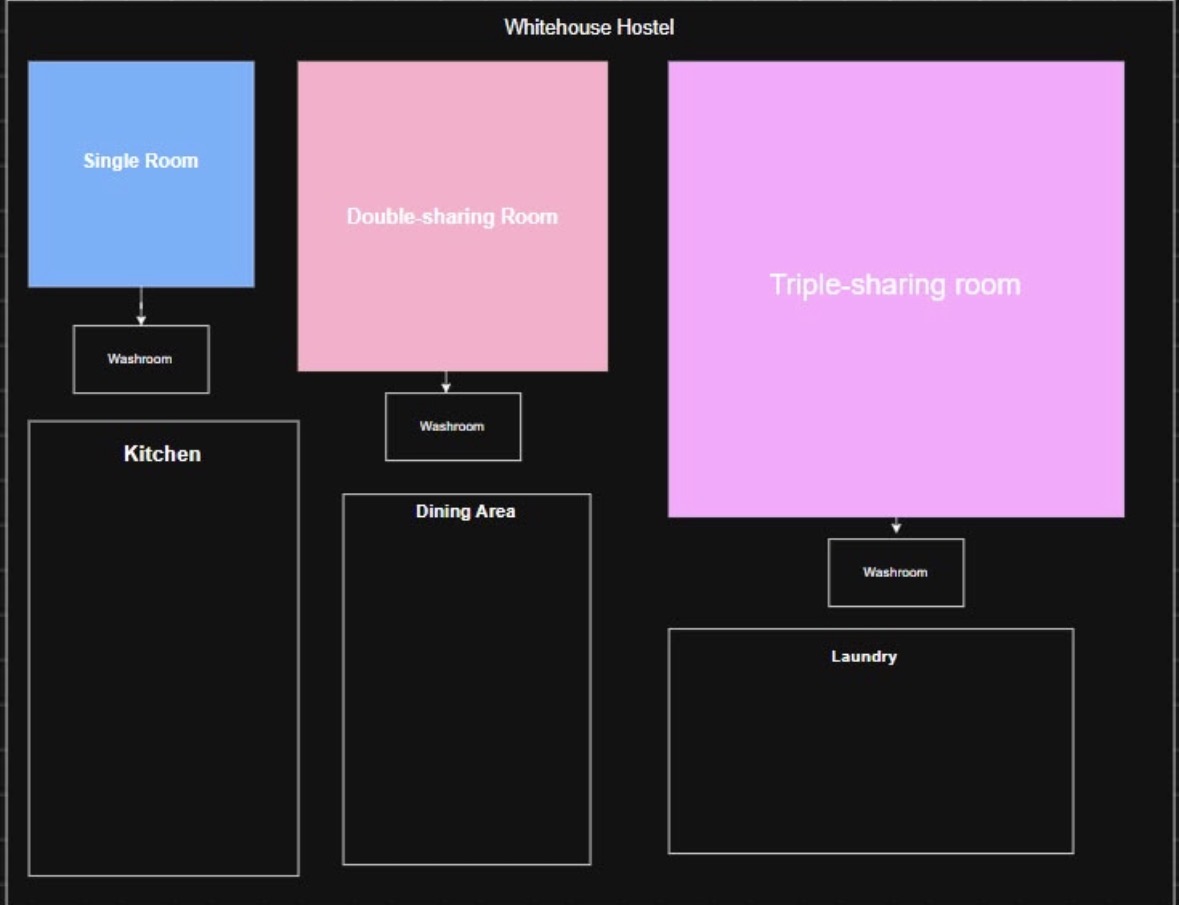 Whitehouse Hostel
Single Room
Double-sharing Room
Triple-sharing room
Washroom
Washroom
Kitchen
Dining Area
Washroom
Laundry